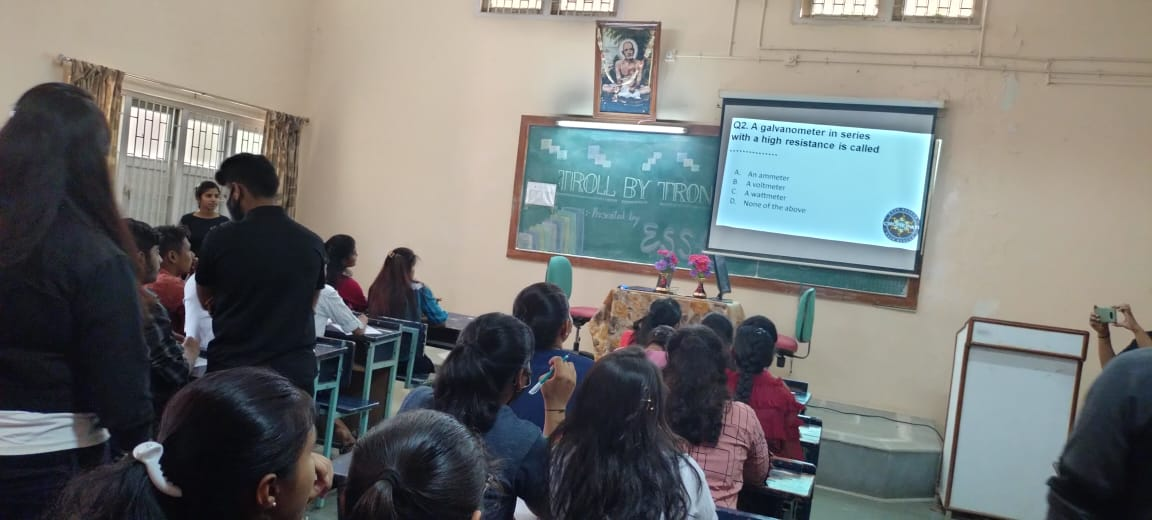 TROLL BY TRON
:- Presented by
ESS
Q2. A galvanometer in series
with a high resistance is called
...............
A. An ammeter
B. A voltmeter
C. A wattmeter
D. None of the above